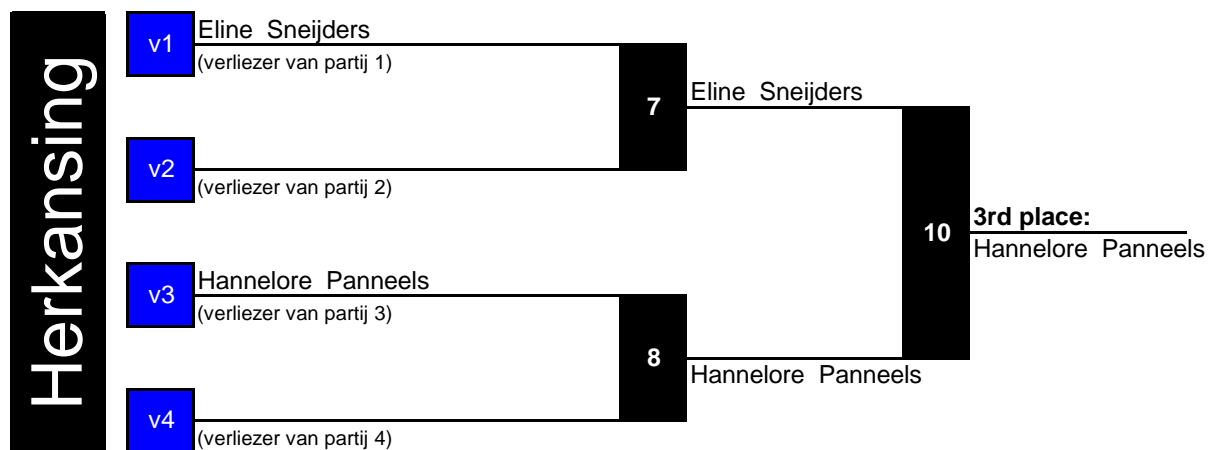 Herkansing
v1
Eline Sneijders
(verliezer van partij 1)
7
Eline Sneijders
v2
(verliezer van partij 2)
10
3rd place:
Hannelore Panneels
v3
Hannelore Panneels
(verliezer van partij 3)
8
Hannelore Panneels
v4
(verliezer van partij 4)